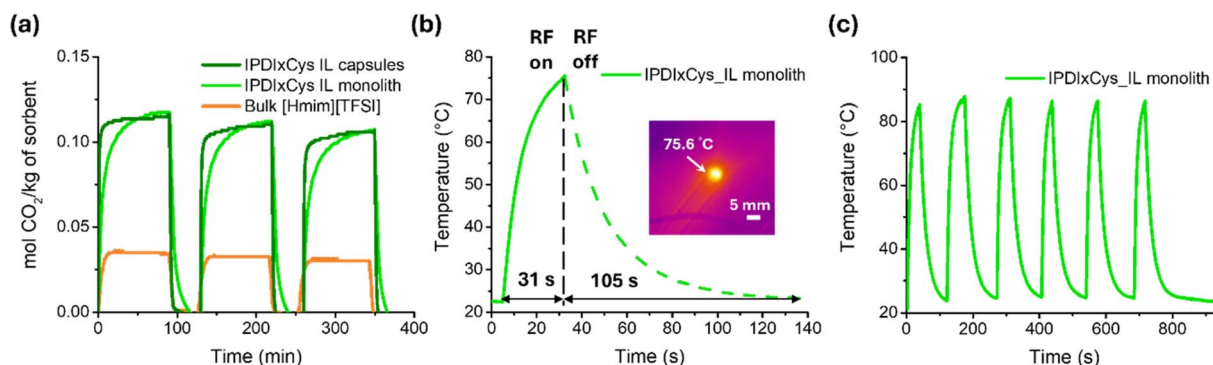 (a)
mol CO₂/kg of sorbent
0.15
0.10
0.05
0.00
IPDIxCys IL capsules
IPDIxCys IL monolith
Bulk [Hmim][TFSI]
0 100 200 300 400
Time (min)
(b)
Temperature (°C)
80
70
60
50
40
30
20
RF on
RF off
IPDIxCys_IL monolith
75.6 °C
5 mm
31 s
105 s
0 20 40 60 80 100 120 140
Time (s)
(c)
Temperature (°C)
100
80
60
40
20
IPDIxCys_IL monolith
0 200 400 600 800
Time (s)